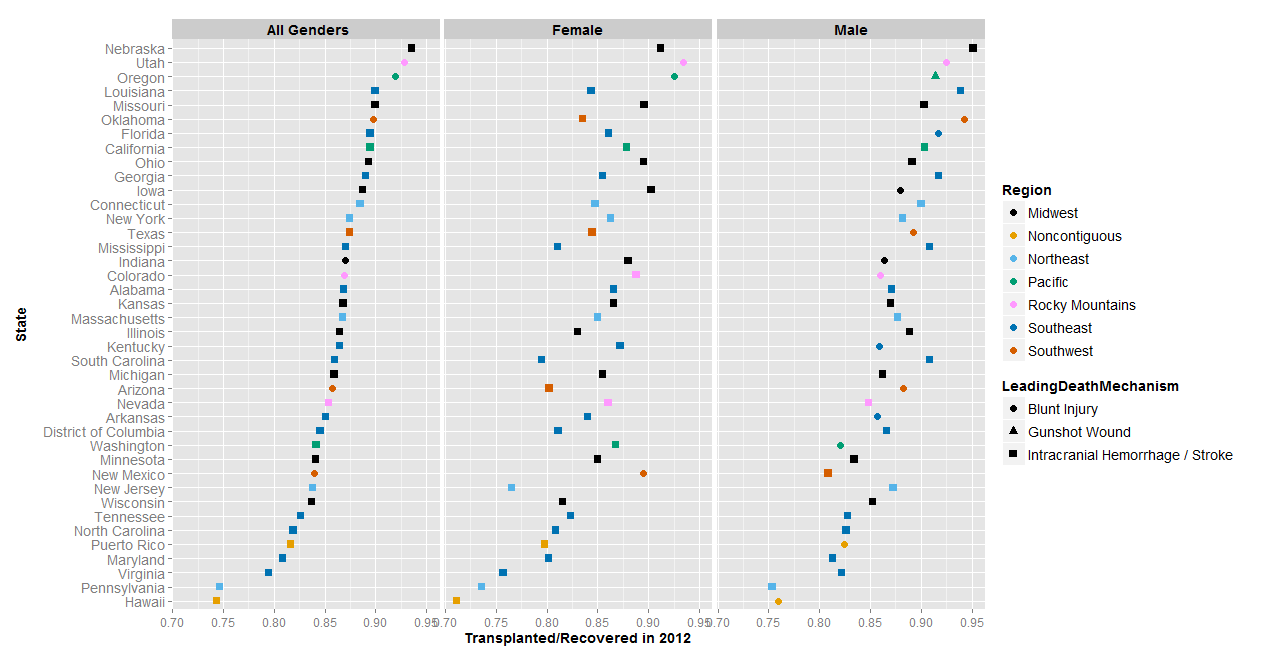 All Genders Female Male
Nebraska
Utah
Oregon
Louisiana
Missouri
Oklahoma
Florida
California
Ohio
Georgia
Iowa
Connecticut
New York
Texas
Mississippi
Indiana
Colorado
Alabama
Kansas
Massachusetts
Illinois
Kentucky
South Carolina
Michigan
Arizona
Nevada
Arkansas
District of Columbia
Washington
Minnesota
New Mexico
New Jersey
Wisconsin
Tennessee
North Carolina
Puerto Rico
Maryland
Virginia
Pennsylvania
Hawaii
State
0.70 0.75 0.80 0.85 0.90 0.95 0.70 0.75 0.80 0.85 0.90 0.95 0.70 0.75 0.80 0.85 0.90 0.95
Transplanted/Recovered in 2012
Region
Midwest
Noncontiguous
Northeast
Pacific
Rocky Mountains
Southeast
Southwest
LeadingDeathMechanism
Blunt Injury
Gunshot Wound
Intracranial Hemorrhage / Stroke